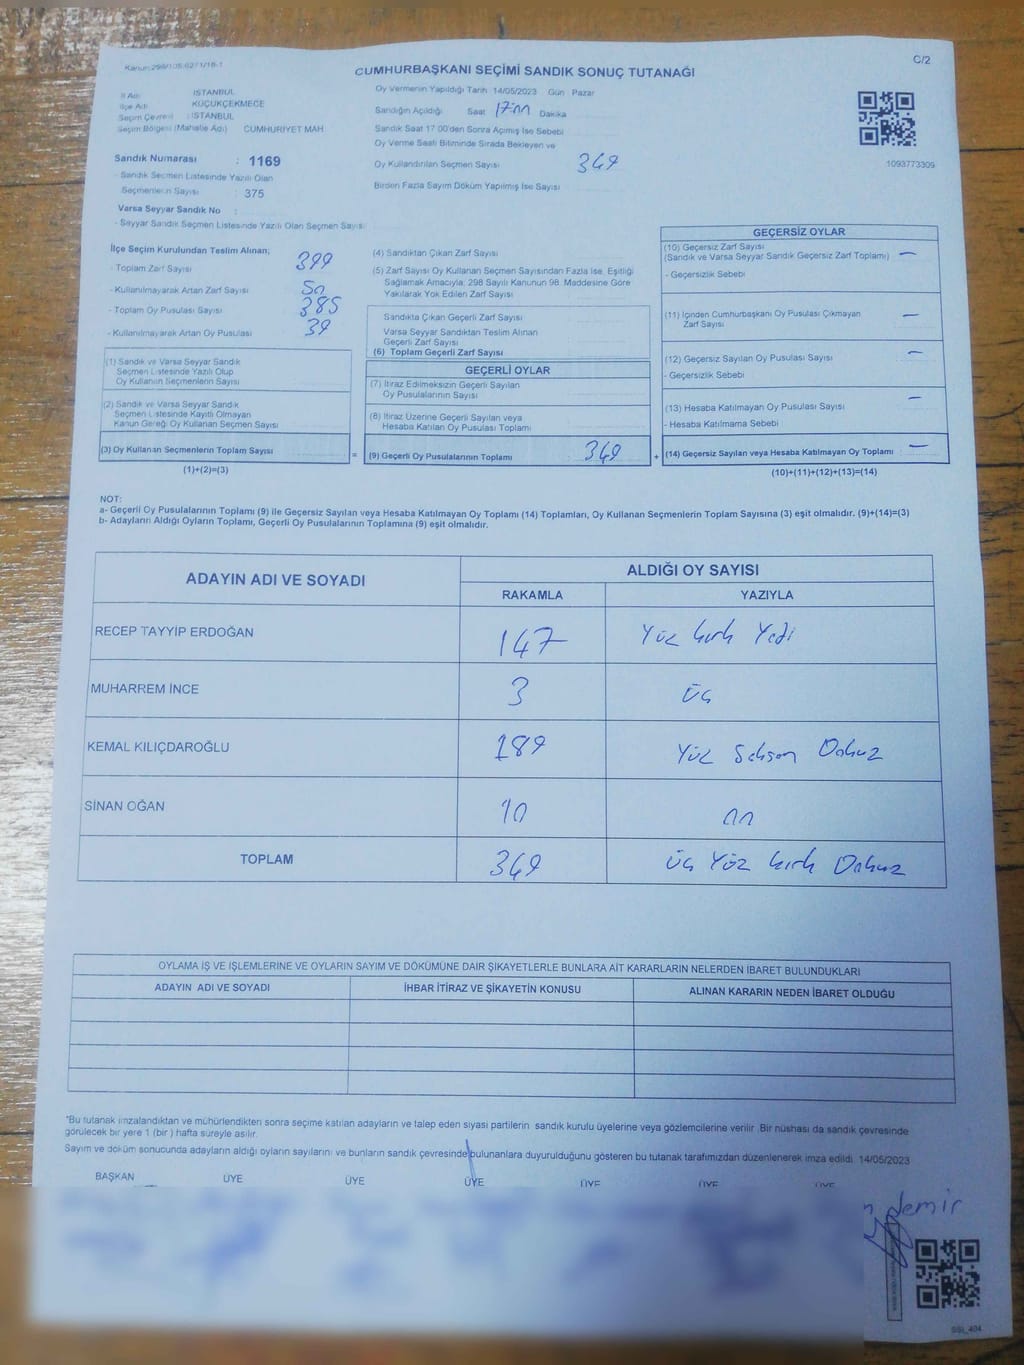 Kanun:298/105,6271/18-1
C/2
CUMHURBAŞKANI SEÇİMİ SANDIK SONUÇ TUTANAĞI
İl Adı : İSTANBUL
İlçe Adı : KÜÇÜKÇEKMECE
Seçim Çevresi : İSTANBUL
Seçim Bölgesi (Mahalle Adı) CUMHURİYET MAH
Sandık Numarası : 1169
- Sandık Seçmen Listesinde Yazılı Olan
Seçmenlerin Sayısı : 375
Varsa Seyyar Sandık No :
- Seyyar Sandık Seçmen Listesinde Yazılı Olan Seçmen Sayısı
Oy Vermenin Yapıldığı Tarih 14/05/2023 Gün Pazar
Sandığın Açıldığı Saat 17:00 Dakika
Sandık Saat 17:00'den Sonra Açımış İse Sebebi
Oy Verme Saati Bitiminde Sırada Bekleyen ve
Oy Kullandırılan Seçmen Sayısı 349
Birden Fazla Sayım Döküm Yapılmış İse Sayısı
1093773309
İlçe Seçim Kurulundan Teslim Alınan;
- Toplam Zarf Sayısı 399
- Kullanılmayarak Artan Zarf Sayısı 50
- Toplam Oy Pusulası Sayısı 385
- Kullanılmayarak Artan Oy Pusulası
(1) Sandık ve Varsa Seyyar Sandık
Seçmen Listesinde Yazılı Olup
Oy Kullanan Seçmenlerin Sayısı
(2) Sandık ve Varsa Seyyar Sandık
Seçmen Listesinde Kayıtlı Olmayan
Kanun Gereği Oy Kullanan Seçmen Sayısı
(3) Oy Kullanan Seçmenlerin Toplam Sayısı
(1)+(2)=(3)
=
(4) Sandıktan Çıkan Zarf Sayısı
(5) Zarf Sayısı Oy Kullanan Seçmen Sayısından Fazla İse, Eşitliği
Sağlamak Amacıyla; 298 Sayılı Kanunun 98. Maddesine Göre
Yakılarak Yok Edilen Zarf Sayısı
Sandıkta Çıkan Geçerli Zarf Sayısı
Varsa Seyyar Sandıktan Teslim Alınan
Geçerli Zarf Sayısı
(6) Toplam Geçerli Zarf Sayısı
GEÇERLİ OYLAR
(7) İtiraz Edilmeksizin Geçerli Sayılan
Oy Pusulalarının Sayısı
(8) İtiraz Üzerine Geçerli Sayılan veya
Hesaba Katılan Oy Pusulası Toplamı
(9) Geçerli Oy Pusulalarının Toplamı 349
+
GEÇERSİZ OYLAR
(10) Geçersiz Zarf Sayısı
(Sandık ve Varsa Seyyar Sandık Geçersiz Zarf Toplamı) —
- Geçersizlik Sebebi
(11) İçinden Cumhurbaşkanı Oy Pusulası Çıkmayan
Zarf Sayısı —
(12) Geçersiz Sayılan Oy Pusulası Sayısı —
- Geçersizlik Sebebi
(13) Hesaba Katılmayan Oy Pusulası Sayısı —
- Hesaba Katılmama Sebebi
(14) Geçersiz Sayılan veya Hesaba Katılmayan Oy Toplamı —
(10)+(11)+(12)+(13)=(14)
NOT:
a- Geçerli Oy Pusulalarının Toplamı (9) ile Geçersiz Sayılan veya Hesaba Katılmayan Oy Toplamı (14) Toplamları, Oy Kullanan Seçmenlerin Toplam Sayısına (3) eşit olmalıdır. (9)+(14)=(3)
b- Adayların Aldığı Oyların Toplamı, Geçerli Oy Pusulalarının Toplamına (9) eşit olmalıdır.
ADAYIN ADI VE SOYADI
ALDIĞI OY SAYISI
RAKAMLA YAZIYLA
RECEP TAYYİP ERDOĞAN 147 Yüz kırk Yedi
MUHARREM İNCE 3 üç
KEMAL KILIÇDAROĞLU 189 Yüz Seksen Dokuz
SİNAN OĞAN 10 on
TOPLAM 349 üç Yüz kırk Dokuz
OYLAMA İŞ VE İŞLEMLERİNE VE OYLARIN SAYIM VE DÖKÜMÜNE DAİR ŞİKAYETLERLE BUNLARA AİT KARARLARIN NELERDEN İBARET BULUNDUKLARI
ADAYIN ADI VE SOYADI İHBAR İTİRAZ VE ŞİKAYETİN KONUSU ALINAN KARARIN NEDEN İBARET OLDUĞU
*Bu tutanak imzalandıktan ve mühürlendikten sonra seçime katılan adayların ve talep eden siyasi partilerin sandık kurulu üyelerine veya gözlemcilerine verilir. Bir nüshası da sandık çevresinde
görülecek bir yere 1 (bir) hafta süreyle asılır.
Sayım ve döküm sonucunda adayların aldığı oyların sayılarını ve bunların sandık çevresinde bulunanlara duyurulduğunu gösteren bu tutanak tarafımızdan düzenlenerek imza edildi. 14/05/2023
BAŞKAN ÜYE ÜYE ÜYE ÜYE ÜYE ÜYE
demir
SSİ_404